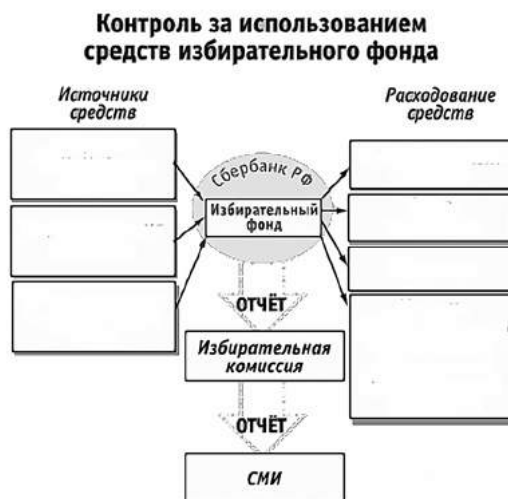 Контроль за использованием
средств избирательного фонда
Источники
средств
Расходование
средств
Сбербанк РФ
Избирательный
фонд
ОТЧЁТ
Избирательная
комиссия
ОТЧЁТ
СМИ